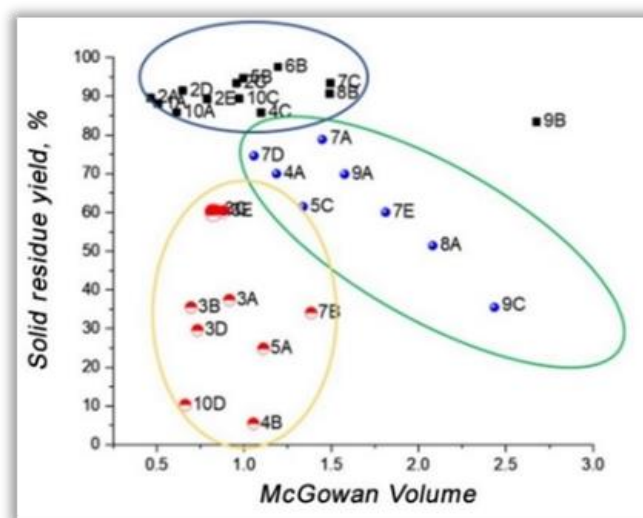 Solid residue yield, %
100
90
80
70
60
50
40
30
20
10
0
6B
5B
7C
2D
8B
2A
2E
10C
10A
4C
9B
7A
7D
4A
9A
5C
7E
8A
3A
3B
9C
7B
3D
5A
10D
4B
0.5 1.0 1.5 2.0 2.5 3.0
McGowan Volume